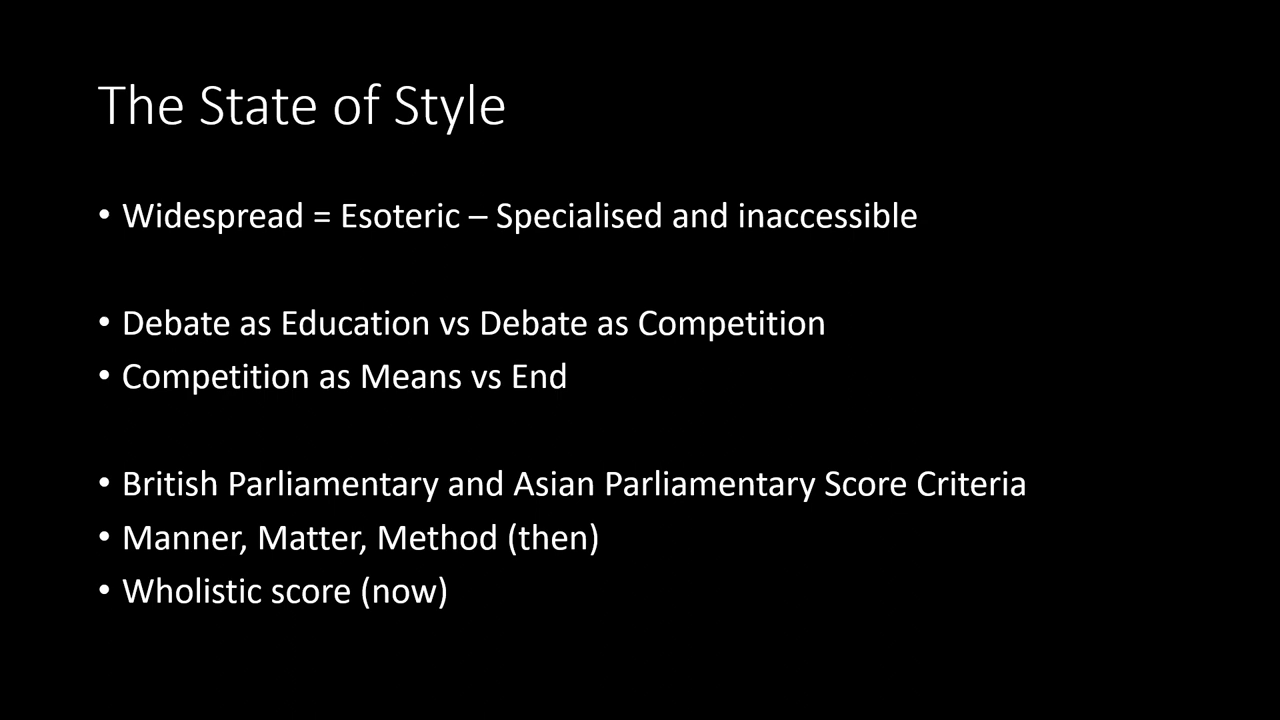 The State of Style
• Widespread = Esoteric – Specialised and inaccessible
• Debate as Education vs Debate as Competition
• Competition as Means vs End
• British Parliamentary and Asian Parliamentary Score Criteria
• Manner, Matter, Method (then)
• Wholistic score (now)